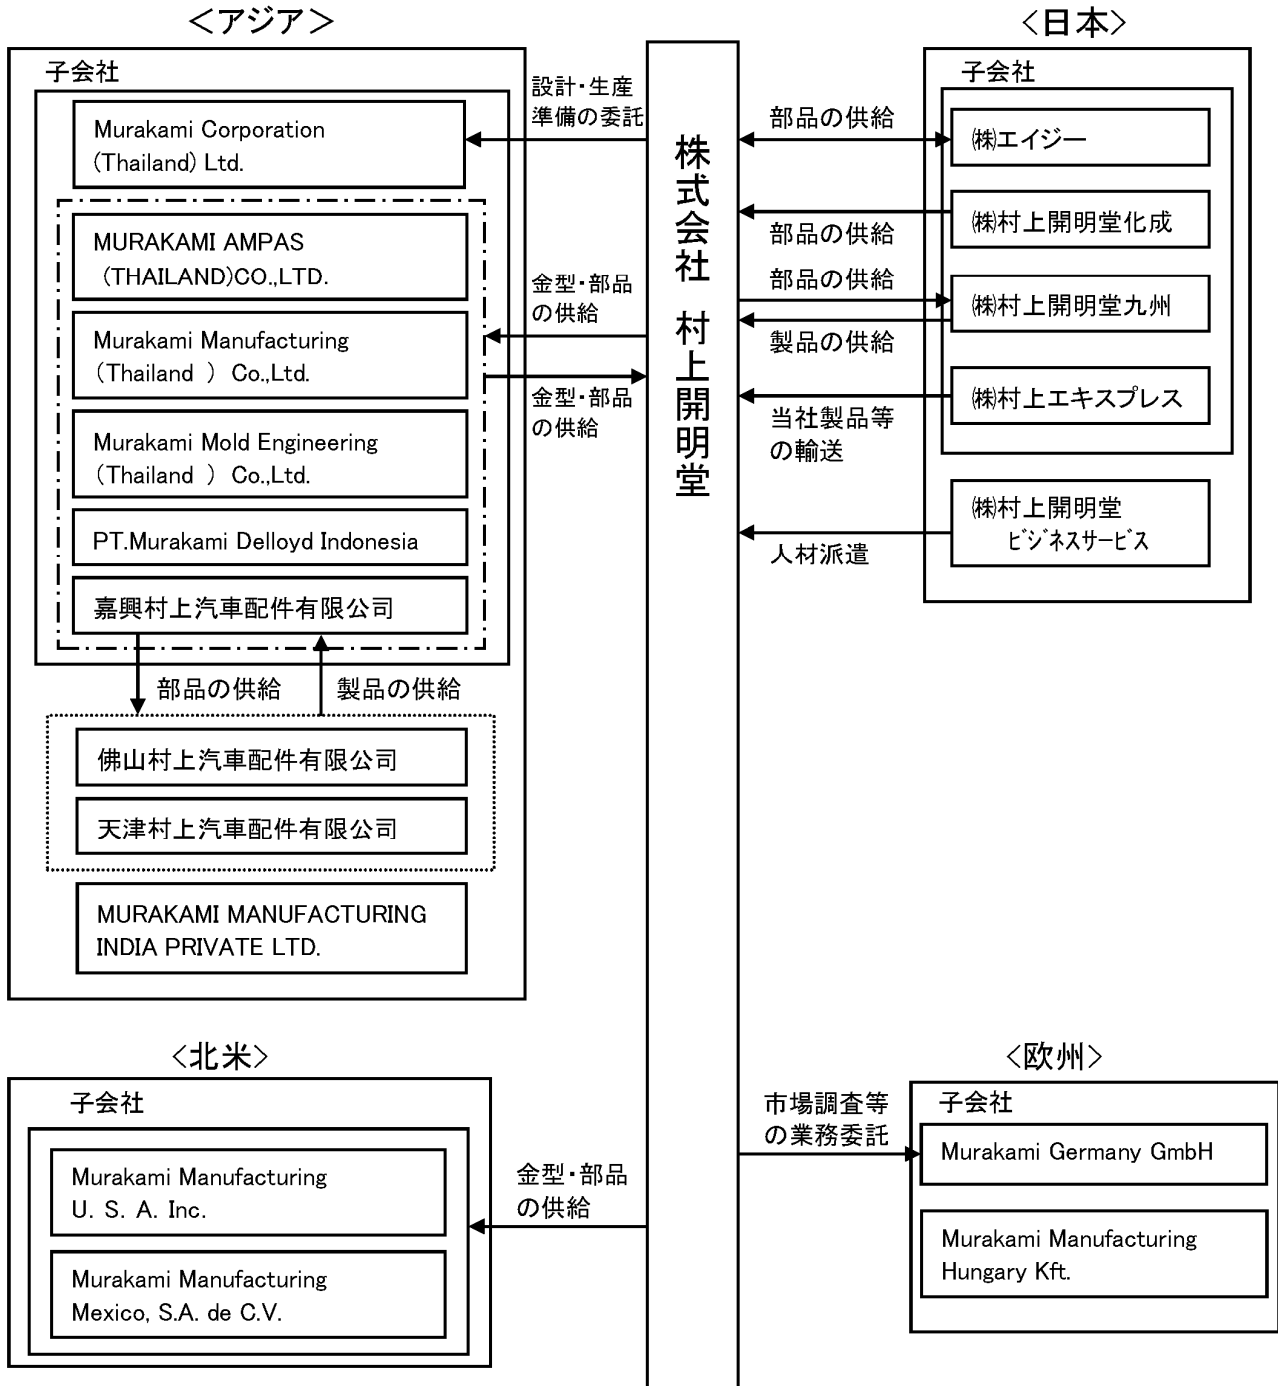 ＜アジア＞
子会社
Murakami Corporation
(Thailand) Ltd.
MURAKAMI AMPAS
(THAILAND)CO.,LTD.
Murakami Manufacturing
(Thailand ) Co.,Ltd.
Murakami Mold Engineering
(Thailand ) Co.,Ltd.
PT.Murakami Delloyd Indonesia
嘉興村上汽車配件有限公司
部品の供給
製品の供給
佛山村上汽車配件有限公司
天津村上汽車配件有限公司
MURAKAMI MANUFACTURING
INDIA PRIVATE LTD.
設計・生産
準備の委託
金型・部品
の供給
金型・部品
の供給
株式会社 村上開明堂
＜日本＞
子会社
部品の供給
㈱エイジー
部品の供給
㈱村上開明堂化成
部品の供給
㈱村上開明堂九州
製品の供給
㈱村上エキスプレス
当社製品等
の輸送
㈱村上開明堂
ビジネスサービス
人材派遣
＜北米＞
子会社
Murakami Manufacturing
U. S. A. Inc.
Murakami Manufacturing
Mexico, S.A. de C.V.
金型・部品
の供給
＜欧州＞
子会社
市場調査等
の業務委託
Murakami Germany GmbH
Murakami Manufacturing
Hungary Kft.